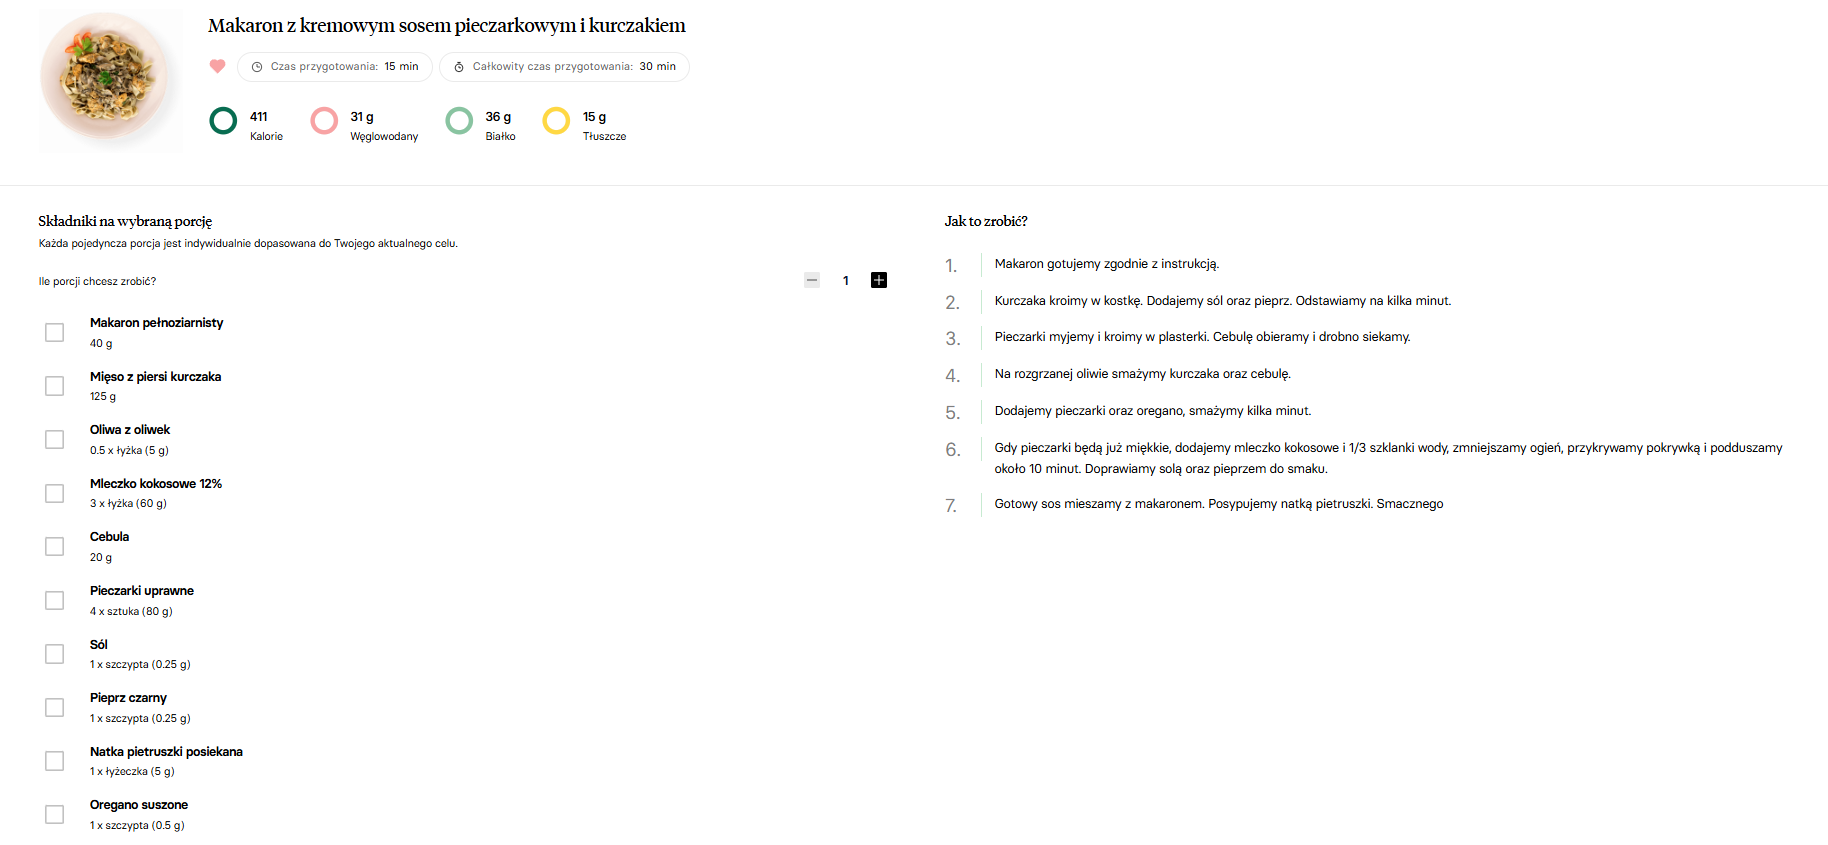 Makaron z kremowym sosem pieczarkowym i kurczakiem
Czas przygotowania: 15 min
Całkowity czas przygotowania: 30 min
411
Kalorie
31 g
Węglowodany
36 g
Białko
15 g
Tłuszcze
Składniki na wybraną porcję
Każda pojedyncza porcja jest indywidualnie dopasowana do Twojego aktualnego celu.
Ile porcji chcesz zrobić?
1
Makaron pełnoziarnisty
40 g
Mięso z piersi kurczaka
125 g
Oliwa z oliwek
0.5 x łyżka (5 g)
Mleczko kokosowe 12%
3 x łyżka (60 g)
Cebula
20 g
Pieczarki uprawne
4 x sztuka (80 g)
Sól
1 x szczypta (0.25 g)
Pieprz czarny
1 x szczypta (0.25 g)
Natka pietruszki posiekana
1 x łyżeczka (5 g)
Oregano suszone
1 x szczypta (0.5 g)
Jak to zrobić?
1. Makaron gotujemy zgodnie z instrukcją.
2. Kurczaka kroimy w kostkę. Dodajemy sól oraz pieprz. Odstawiamy na kilka minut.
3. Pieczarki myjemy i kroimy w plasterki. Cebulę obieramy i drobno siekamy.
4. Na rozgrzanej oliwie smażymy kurczaka oraz cebulę.
5. Dodajemy pieczarki oraz oregano, smażymy kilka minut.
6. Gdy pieczarki będą już miękkie, dodajemy mleczko kokosowe i 1/3 szklanki wody, zmniejszamy ogień, przykrywamy pokrywką i podduszamy
około 10 minut. Doprawiamy solą oraz pieprzem do smaku.
7. Gotowy sos mieszamy z makaronem. Posypujemy natką pietruszki. Smacznego